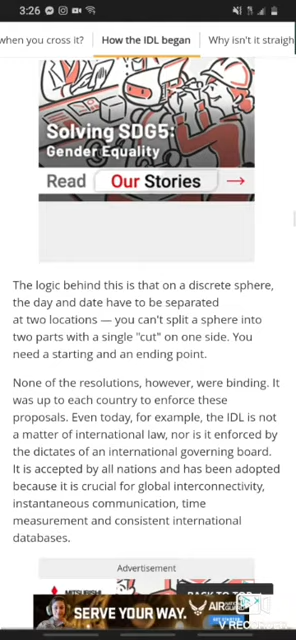 3:26
when you cross it? How the IDL began Why isn't it straigh
Solving SDG5:
Gender Equality
Read Our Stories →
The logic behind this is that on a discrete sphere,
the day and date have to be separated
at two locations — you can't split a sphere into
two parts with a single "cut" on one side. You
need a starting and an ending point.
None of the resolutions, however, were binding. It
was up to each country to enforce these
proposals. Even today, for example, the IDL is not
a matter of international law, nor is it enforced by
the dictates of an international governing board.
It is accepted by all nations and has been adopted
because it is crucial for global interconnectivity,
instantaneous communication, time
measurement and consistent international
databases.
Advertisement
BACK TO TOP
SERVE YOUR WAY.
AIR
V RECO